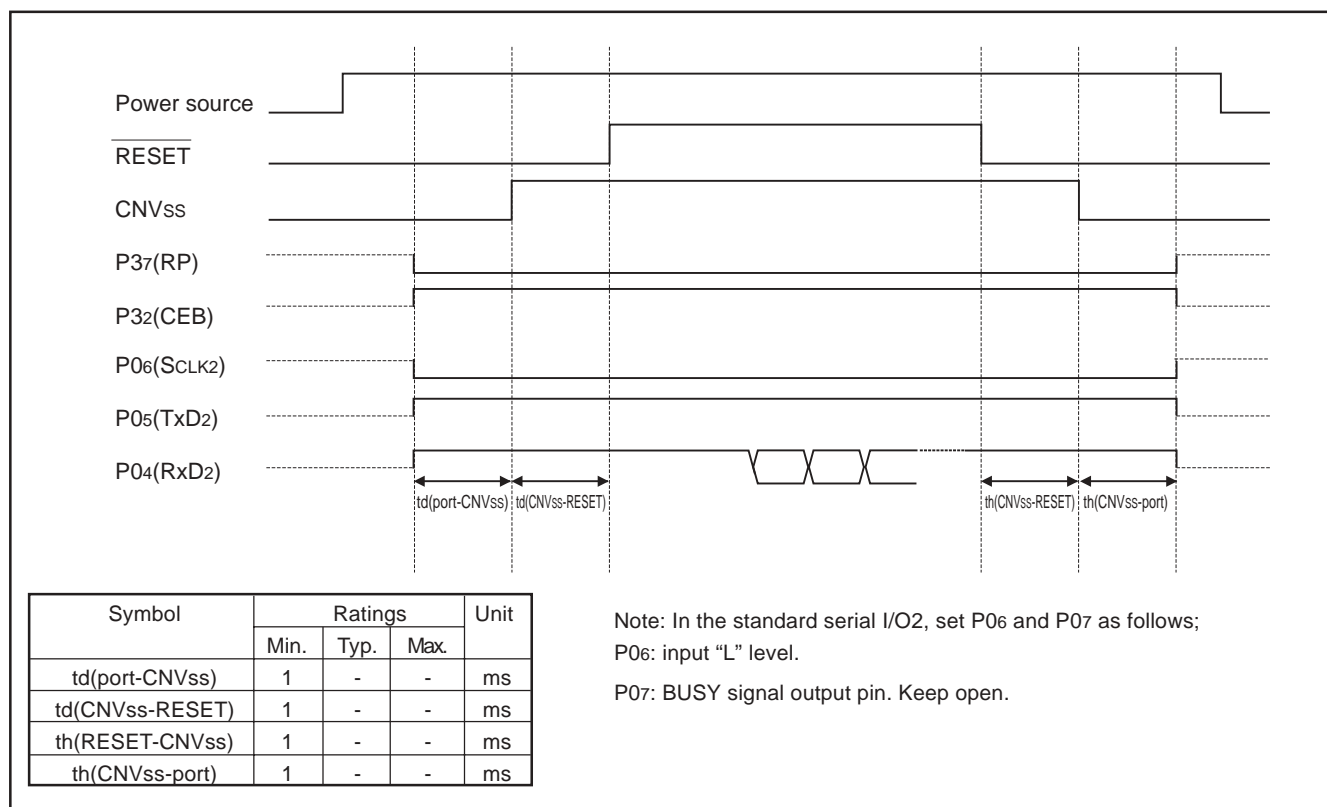 Power source
RESET
CNVss
P37(RP)
P32(CEB)
P06(SCLK2)
P05(TxD2)
P04(RxD2)
td(port-CNVss) td(CNVss-RESET) th(CNVss-RESET) th(CNVss-port)
Symbol Ratings Unit
Min. Typ. Max.
td(port-CNVss) 1 - - ms
td(CNVss-RESET) 1 - - ms
th(RESET-CNVss) 1 - - ms
th(CNVss-port) 1 - - ms
Note: In the standard serial I/O2, set P06 and P07 as follows;
P06: input “L” level.
P07: BUSY signal output pin. Keep open.